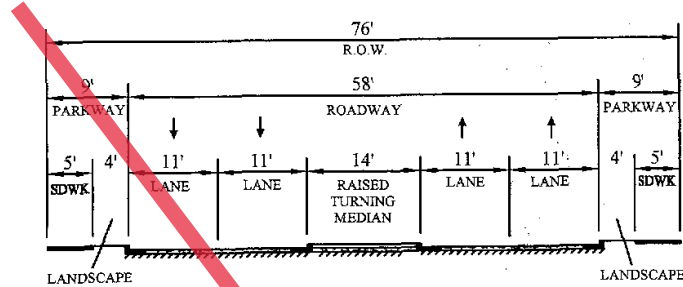 76'
R.O.W.
9' 58' 9'
PARKWAY ROADWAY PARKWAY
5' 4' 11' 11' 14' 11' 11' 4' 5'
SDWK LANE LANE RAISED LANE LANE SDWK
TURNING
MEDIAN
LANDSCAPE LANDSCAPE